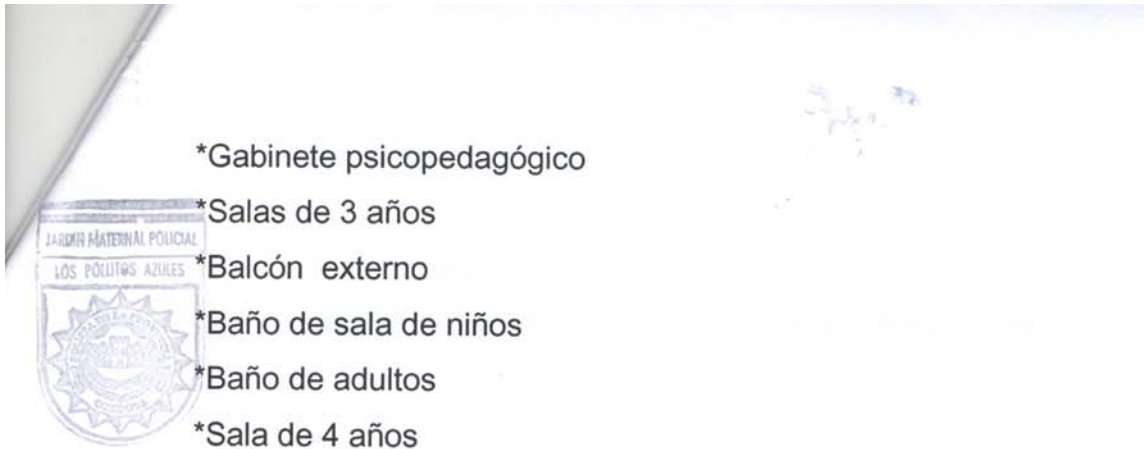 *Gabinete psicopedagógico
*Salas de 3 años
JARDIN MATERNAL POLICIAL
LOS POLLITOS AZULES
*Balcón externo
*Baño de sala de niños
*Baño de adultos
*Sala de 4 años